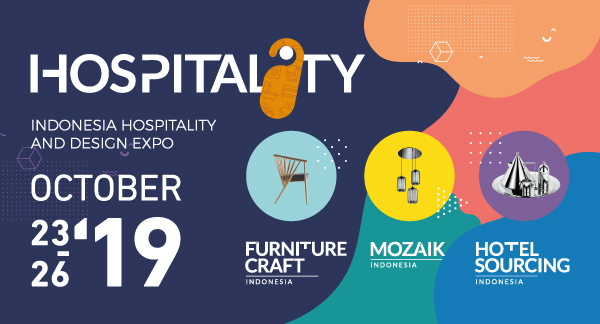 HOSPITALITY
INDONESIA HOSPITALITY
AND DESIGN EXPO
OCTOBER
23-26 '19
FURNITURE
CRAFT
INDONESIA
MOZAIK
INDONESIA
HOTEL
SOURCING
INDONESIA